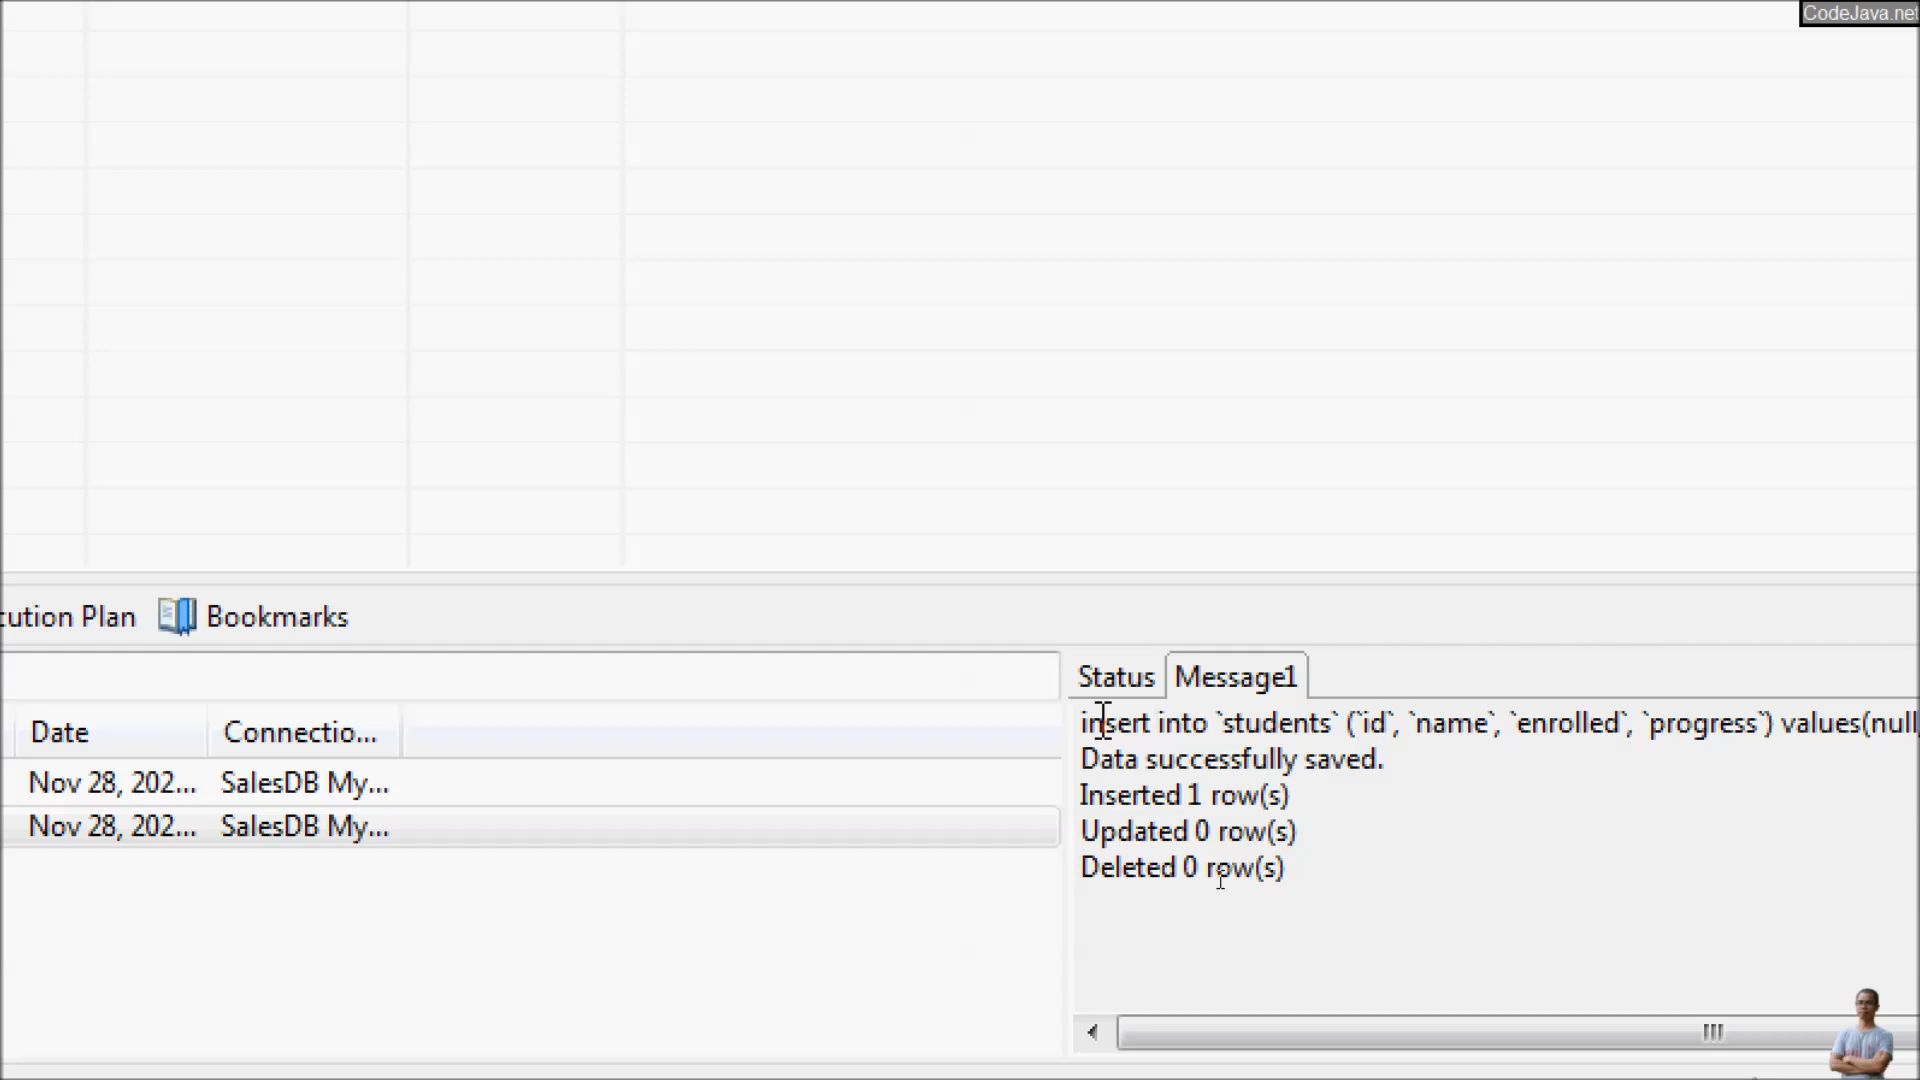 CodeJava.net
cution Plan
Bookmarks
Status
Message1
Date
Connectio...
insert into `students` (`id`, `name`, `enrolled`, `progress`) values(null,
Data successfully saved.
Nov 28, 202...
SalesDB My...
Inserted 1 row(s)
Nov 28, 202...
SalesDB My...
Updated 0 row(s)
Deleted 0 row(s)